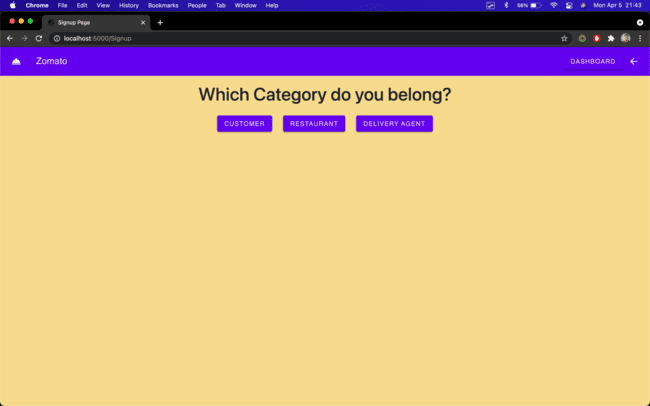 Chrome File Edit View History Bookmarks People Tab Window Help 56% Mon Apr 5 21:43
Signup Page
localhost:5000/Signup
Zomato DASHBOARD
Which Category do you belong?
CUSTOMER RESTAURANT DELIVERY AGENT